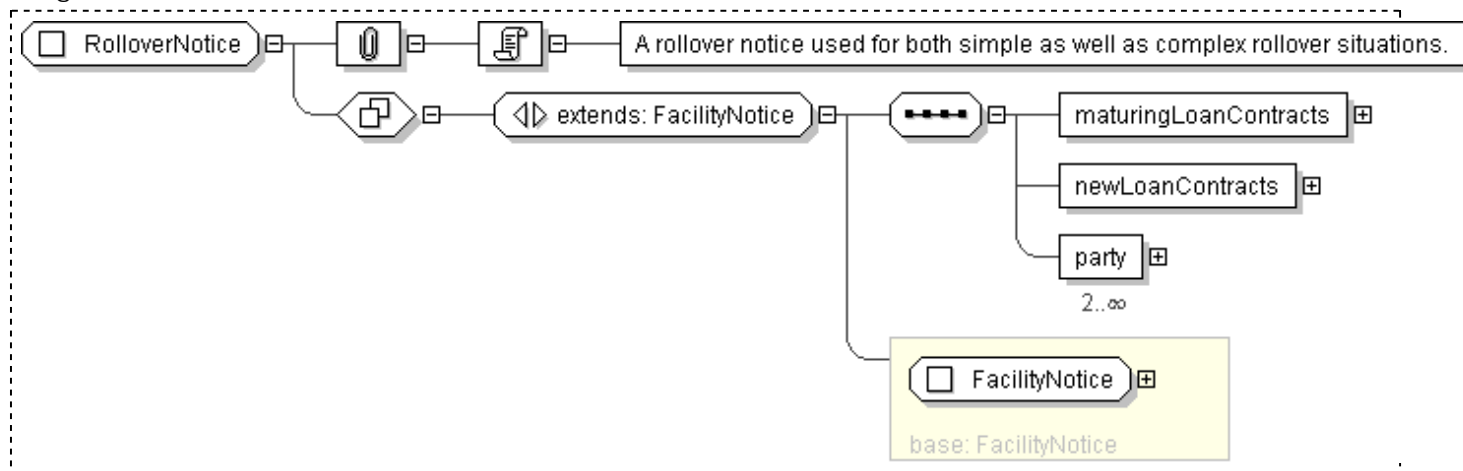 RolloverNotice
A rollover notice used for both simple as well as complex rollover situations.
extends: FacilityNotice
maturingLoanContracts
newLoanContracts
party
2..∞
FacilityNotice
base: FacilityNotice